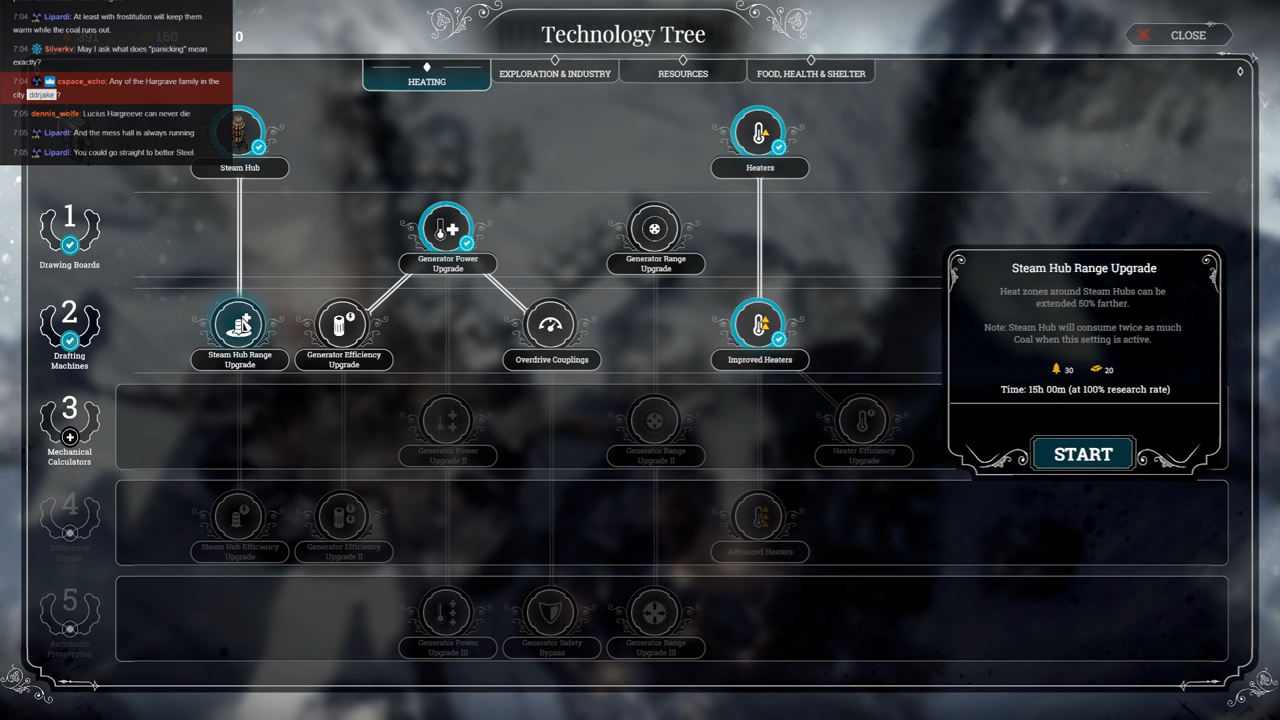 7:04 Lipardi: At least with frostitution will keep them
warm while the coal runs out.
7:04 Silverkv: May I ask what does "panicking" mean
exactly?
7:04 cspace_echo: Any of the Hargrave family in the
city ddrjake ?
7:05 dennis_wolfe: Lucius Hargreeve can never die
7:05 Lipardi: And the mess hall is always running
7:05 Lipardi: You could go straight to better Steel.
160
0
Technology Tree
CLOSE
HEATING
EXPLORATION & INDUSTRY
RESOURCES
FOOD, HEALTH & SHELTER
Steam Hub
Heaters
1
Drawing Boards
Generator Power
Upgrade
Generator Range
Upgrade
2
Drafting
Machines
Steam Hub Range
Upgrade
Generator Efficiency
Upgrade
Overdrive Couplings
Improved Heaters
3
Mechanical
Calculators
Generator Power
Upgrade II
Generator Range
Upgrade II
Heater Efficiency
Upgrade
4
Difference
Engine
Steam Hub Efficiency
Upgrade
Generator Efficiency
Upgrade II
Advanced Heaters
5
Automatic
Prototyping
Generator Power
Upgrade III
Generator Safety
Bypass
Generator Range
Upgrade III
Steam Hub Range Upgrade
Heat zones around Steam Hubs can be
extended 50% farther.
Note: Steam Hub will consume twice as much
Coal when this setting is active.
30 20
Time: 15h 00m (at 100% research rate)
START